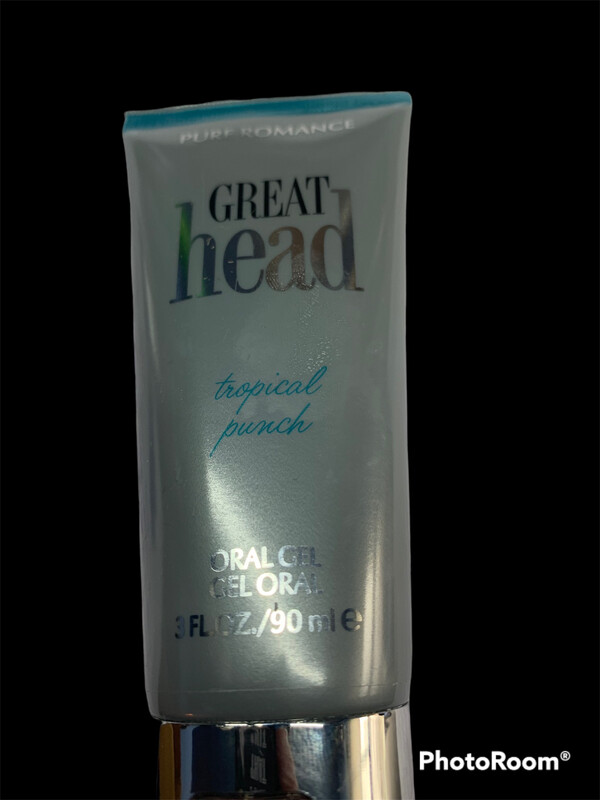 PURE ROMANCE
GREAT
head
tropical
punch
ORAL GEL
GEL ORAL
3 FL.OZ./90 ml e
PhotoRoom®